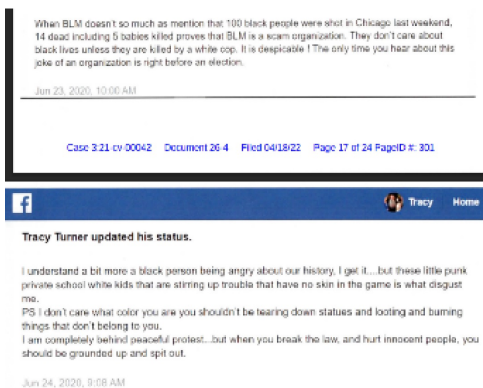 When BLM doesn't so much as mention that 100 black people were shot in Chicago last weekend,
14 dead including 5 babies killed proves that BLM is a scam organization. They don't care about
black lives unless they are killed by a white cop. It is despicable ! The only time you hear about this
joke of an organization is right before an election.
Jun 23, 2020, 10:00 AM
Case 3:21-cv-00042 Document 26-4 Filed 04/18/22 Page 17 of 24 PageID #: 301
f
Tracy Home
Tracy Turner updated his status.
I understand a bit more a black person being angry about our history, I get it....but these little punk
private school white kids that are stirring up trouble that have no skin in the game is what disgust
me.
PS I don't care what color you are you shouldn't be tearing down statues and looting and burning
things that don't belong to you.
I am completely behind peaceful protest...but when you break the law, and hurt innocent people, you
should be grounded up and spit out.
Jun 24, 2020, 9:08 AM